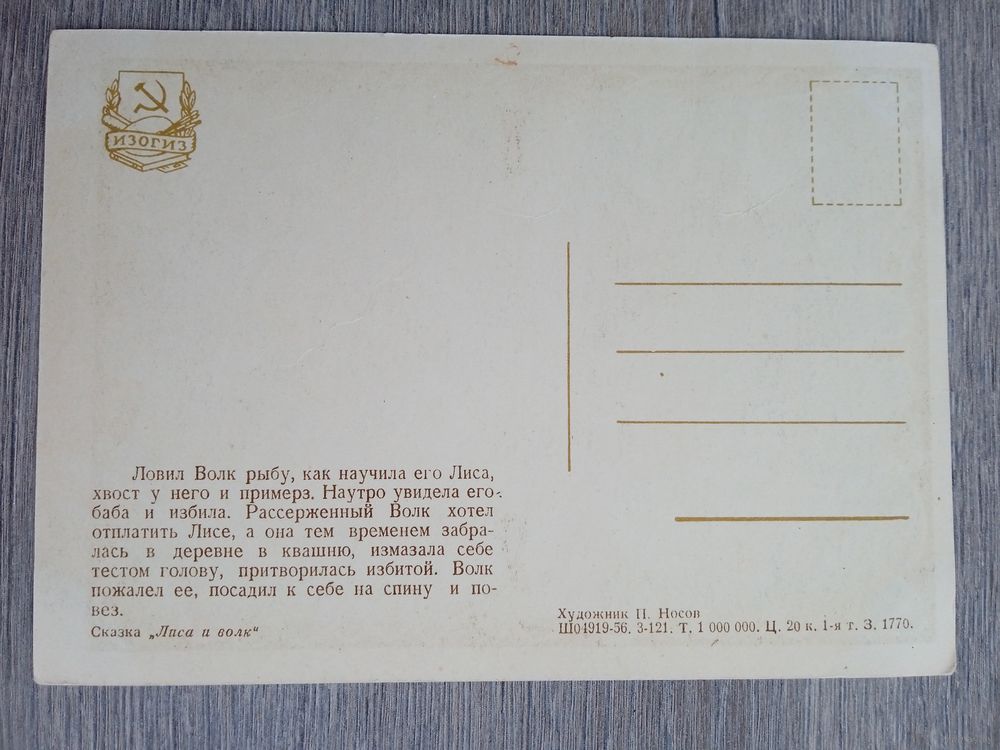 ИЗОГИЗ
Ловил Волк рыбу, как научила его Лиса,
хвост у него и примерз. Наутро увидела его
баба и избила. Рассерженный Волк хотел
отплатить Лисе, а она тем временем забра-
лась в деревне в квашню, измазала себе
тестом голову, притворилась избитой. Волк
пожалел ее, посадил к себе на спину и по-
вез.
Сказка „Лиса и волк“
Художник П. Носов
Ш04919-56. З-121. Т. 1 000 000. Ц. 20 к. 1-я т. З. 1770.